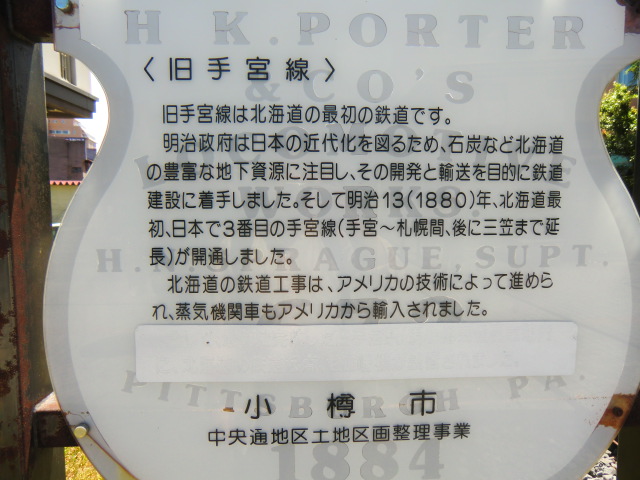 H K. PORTER
〈旧手宮線〉
& CO'S
旧手宮線は北海道の最初の鉄道です。
明治政府は日本の近代化を図るため、石炭など北海道
の豊富な地下資源に注目し、その開発と輸送を目的に鉄道
建設に着手しました。そして明治13(1880)年、北海道最
初、日本で3番目の手宮線(手宮～札幌間、後に三笠まで延
長)が開通しました。
H. N. SPRAGUE, SUPT.
北海道の鉄道工事は、アメリカの技術によって進めら
れ、蒸気機関車もアメリカから輸入されました。
PITTSBURGH PA.
小樽市
中央通地区土地区画整理事業
1884